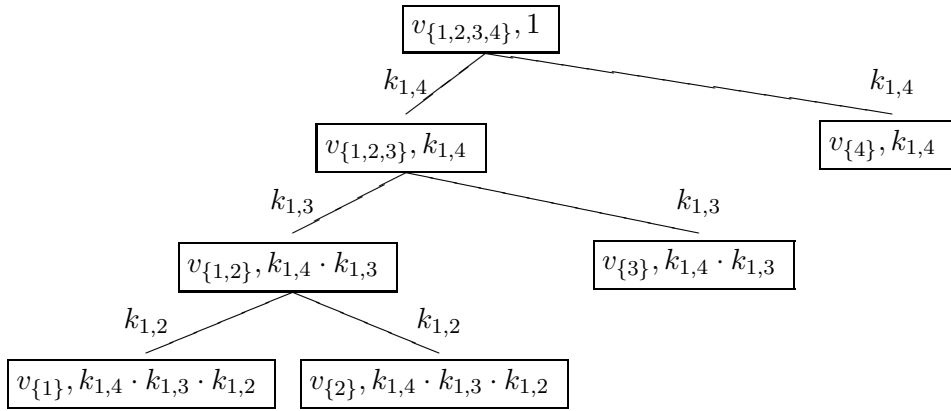 v_{\{1,2,3,4\}}, 1
k_{1,4} k_{1,4}
v_{\{1,2,3\}}, k_{1,4} v_{\{4\}}, k_{1,4}
k_{1,3} k_{1,3}
v_{\{1,2\}}, k_{1,4} · k_{1,3} v_{\{3\}}, k_{1,4} · k_{1,3}
k_{1,2} k_{1,2}
v_{\{1\}}, k_{1,4} · k_{1,3} · k_{1,2} v_{\{2\}}, k_{1,4} · k_{1,3} · k_{1,2}